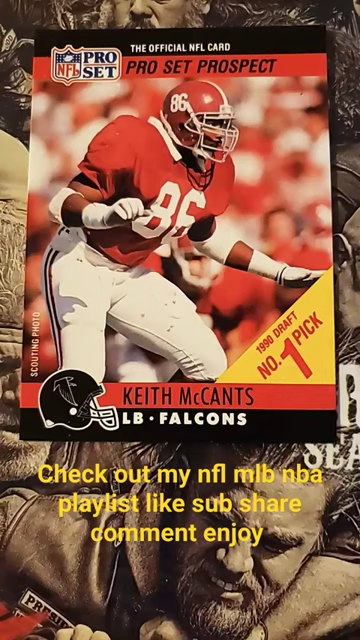 THE OFFICIAL NFL CARD
NFL PRO SET
PRO SET PROSPECT
86
86
SCOUTING PHOTO
1990 DRAFT
NO. 1 PICK
KEITH McCANTS
LB · FALCONS
Check out my nfl mlb nba
playlist like sub share
comment enjoy